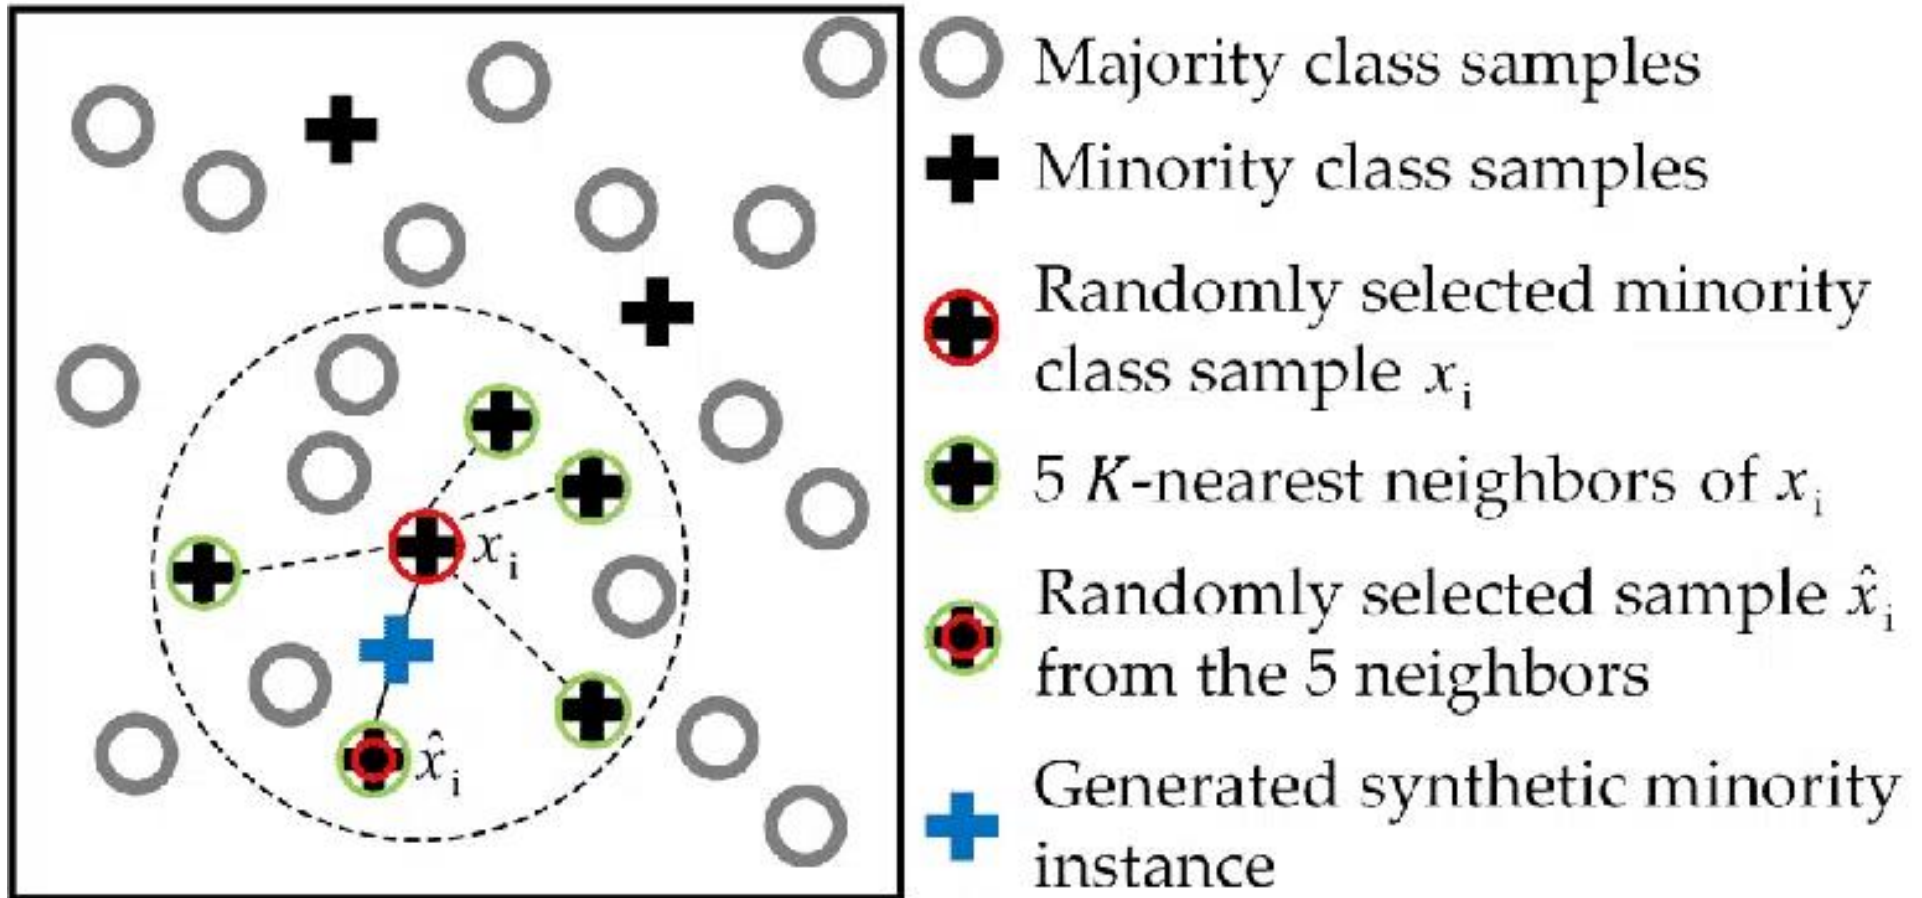 Majority class samples
Minority class samples
Randomly selected minority
class sample xi
5 K-nearest neighbors of xi
Randomly selected sample x̂i
from the 5 neighbors
Generated synthetic minority
instance
xi
x̂i